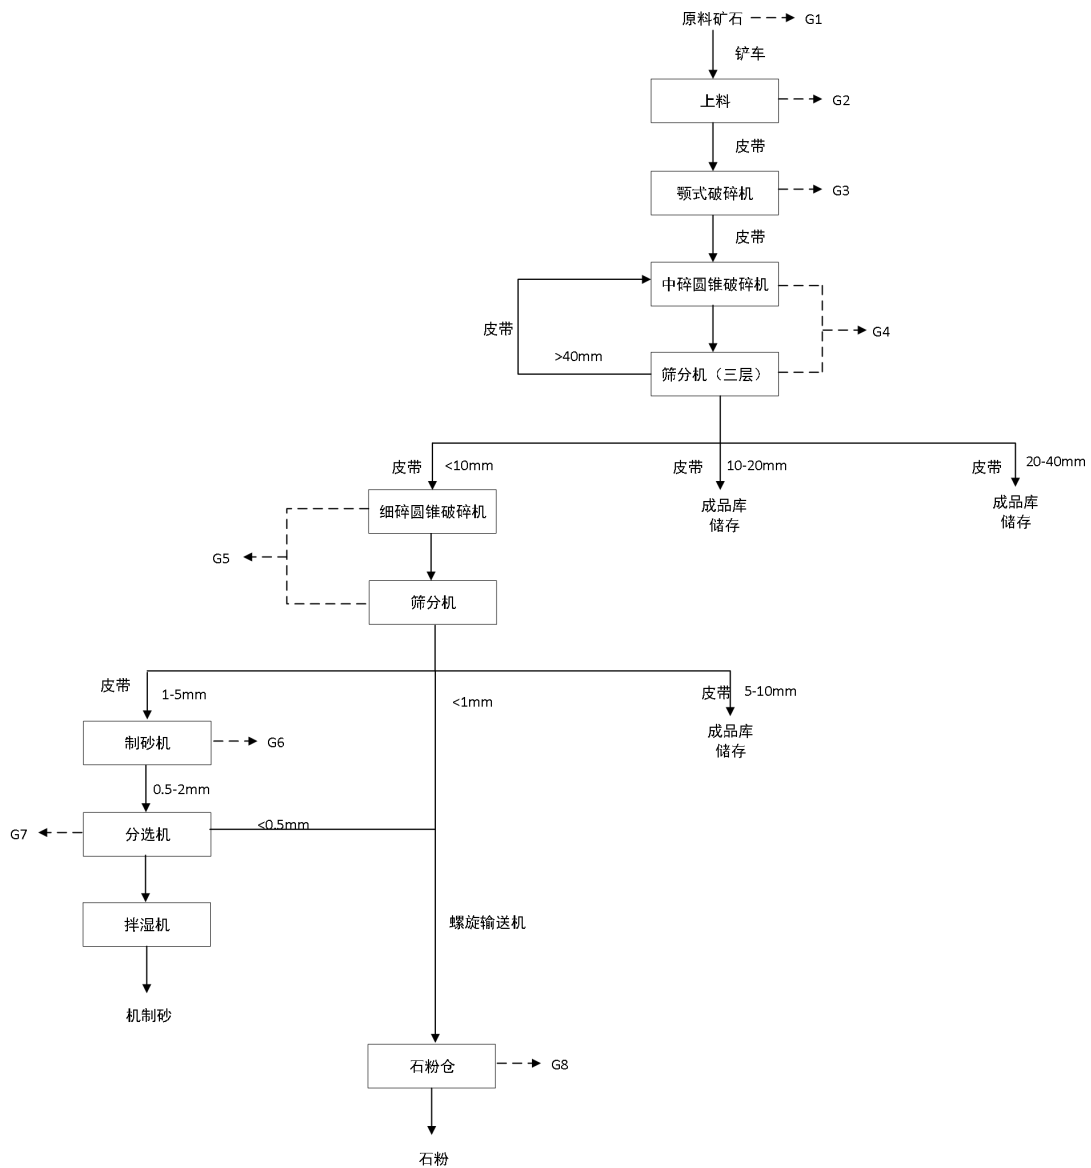 原料矿石
G1
铲车
上料
G2
皮带
颚式破碎机
G3
皮带
中碎圆锥破碎机
皮带
G4
>40mm
筛分机（三层）
皮带
<10mm
皮带
10-20mm
皮带
20-40mm
细碎圆锥破碎机
成品库
储存
成品库
储存
G5
筛分机
皮带
1-5mm
<1mm
皮带
5-10mm
制砂机
G6
成品库
储存
0.5-2mm
G7
分选机
<0.5mm
拌湿机
螺旋输送机
机制砂
石粉仓
G8
石粉